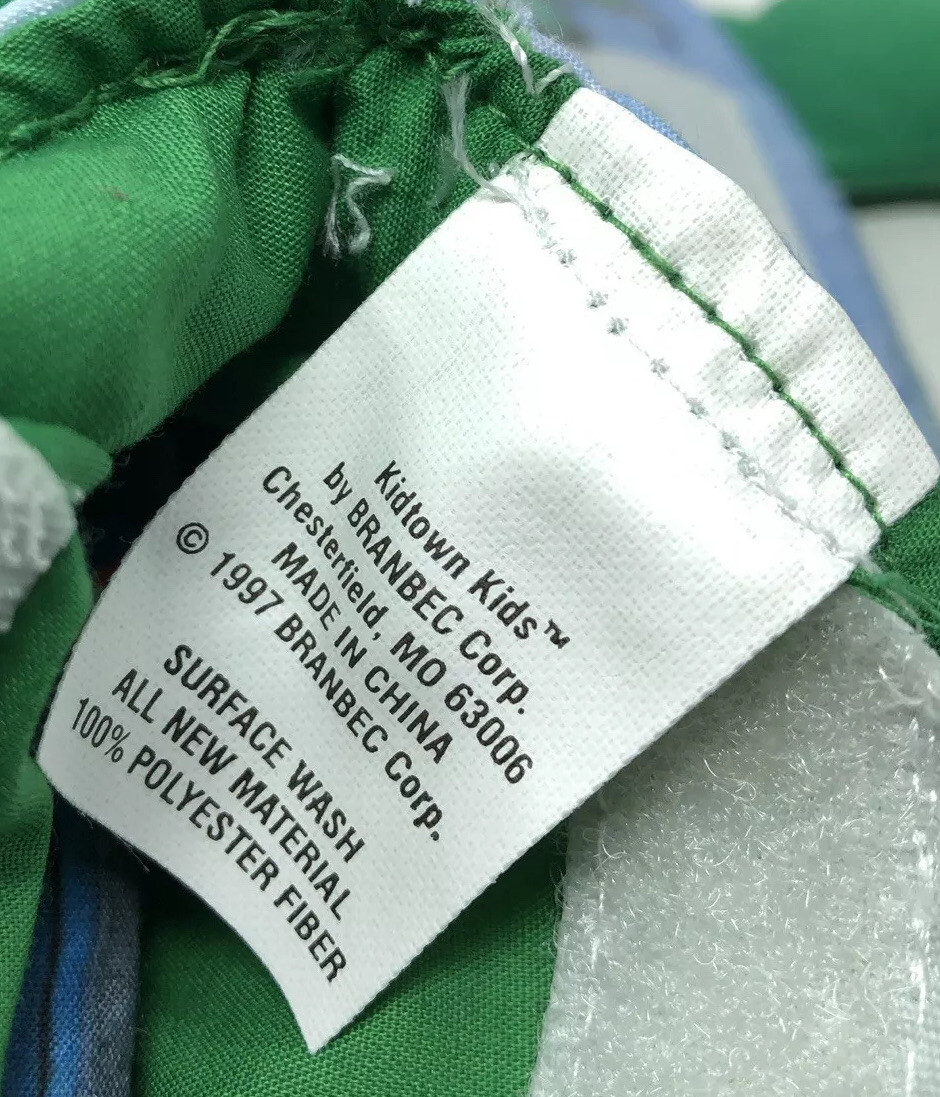 Kidtown Kids™
by BRANBEC Corp.
Chesterfield, MO 63006
MADE IN CHINA
© 1997 BRANBEC Corp.
SURFACE WASH
ALL NEW MATERIAL
100% POLYESTER FIBER